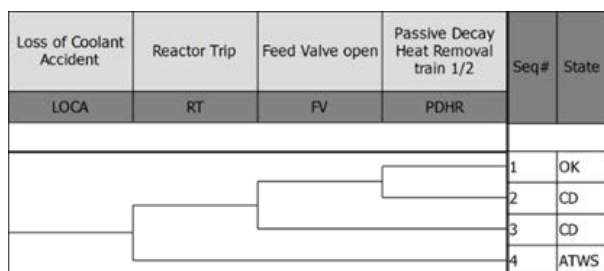 Loss of Coolant
Accident
Reactor Trip
Feed Valve open
Passive Decay
Heat Removal
train 1/2
Seq#
State
LOCA
RT
FV
PDHR
1 OK
2 CD
3 CD
4 ATWS